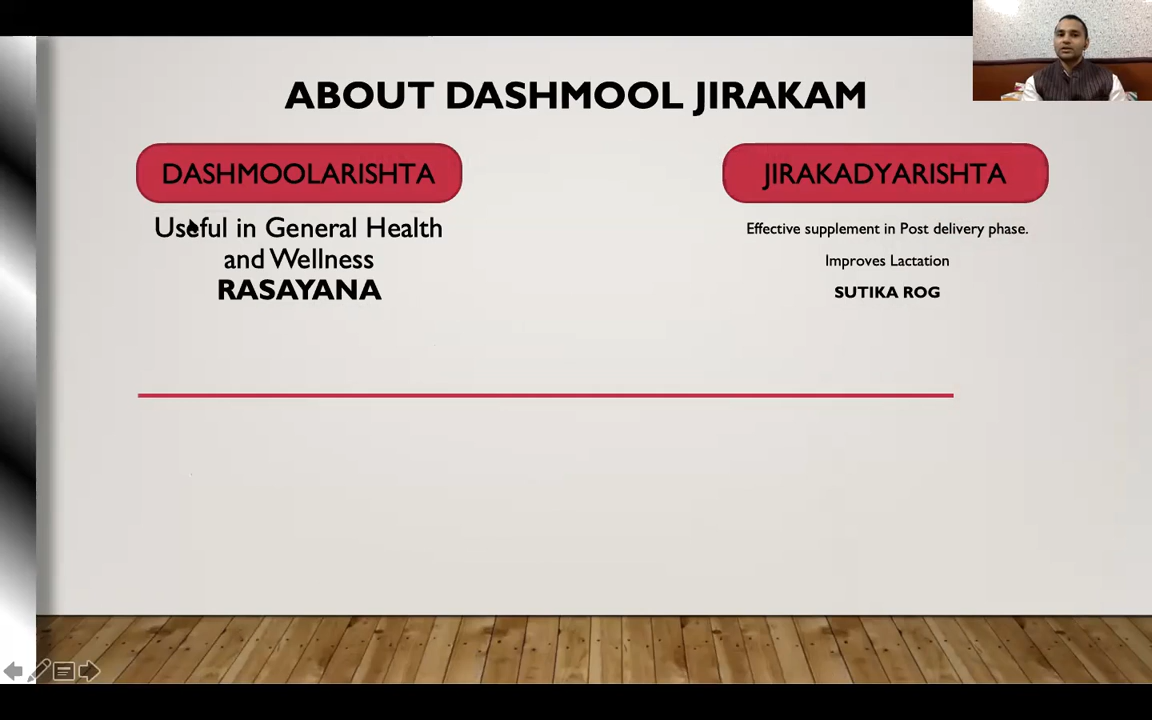 ABOUT DASHMOOL JIRAKAM
DASHMOOLARISHTA
Useful in General Health
and Wellness
RASAYANA
JIRAKADYARISHTA
Effective supplement in Post delivery phase.
Improves Lactation
SUTIKA ROG